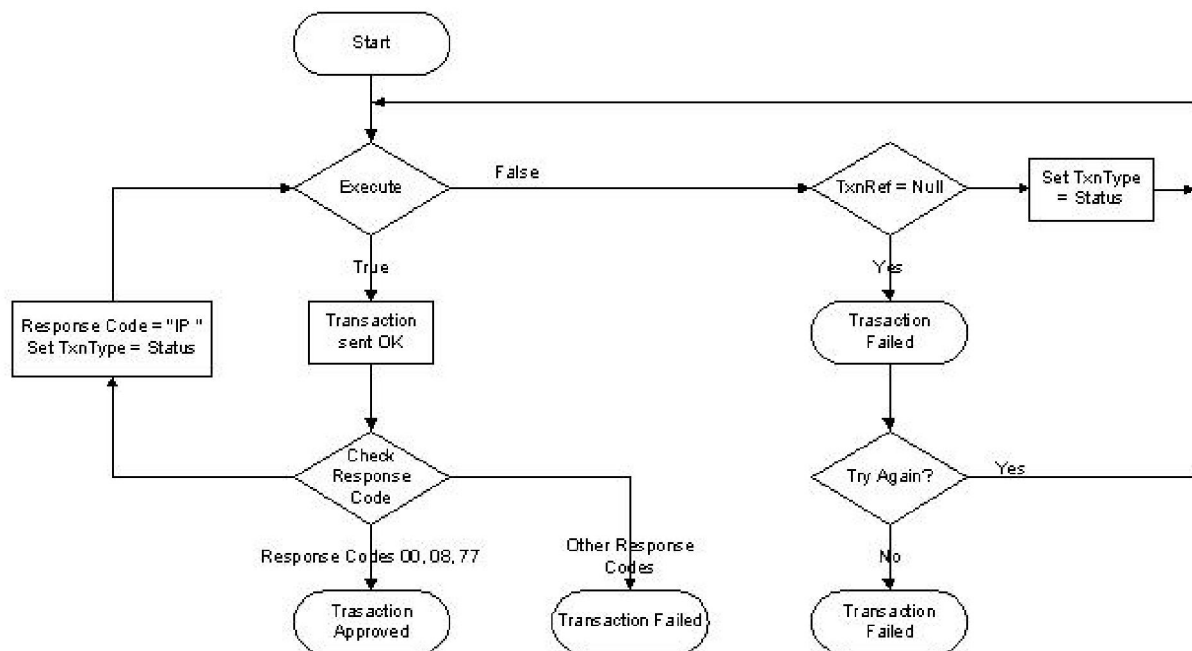 Start
Execute
False
TxnRef = Null
Set TxnType
= Status
True
Yes
Response Code = "IP "
Set TxnType = Status
Transaction
sent OK
Trasaction
Failed
Check
Response
Code
Try Again?
Yes
Response Codes 00, 08, 77
Other Response
Codes
No
Trasaction
Approved
Transaction Failed
Transaction
Failed